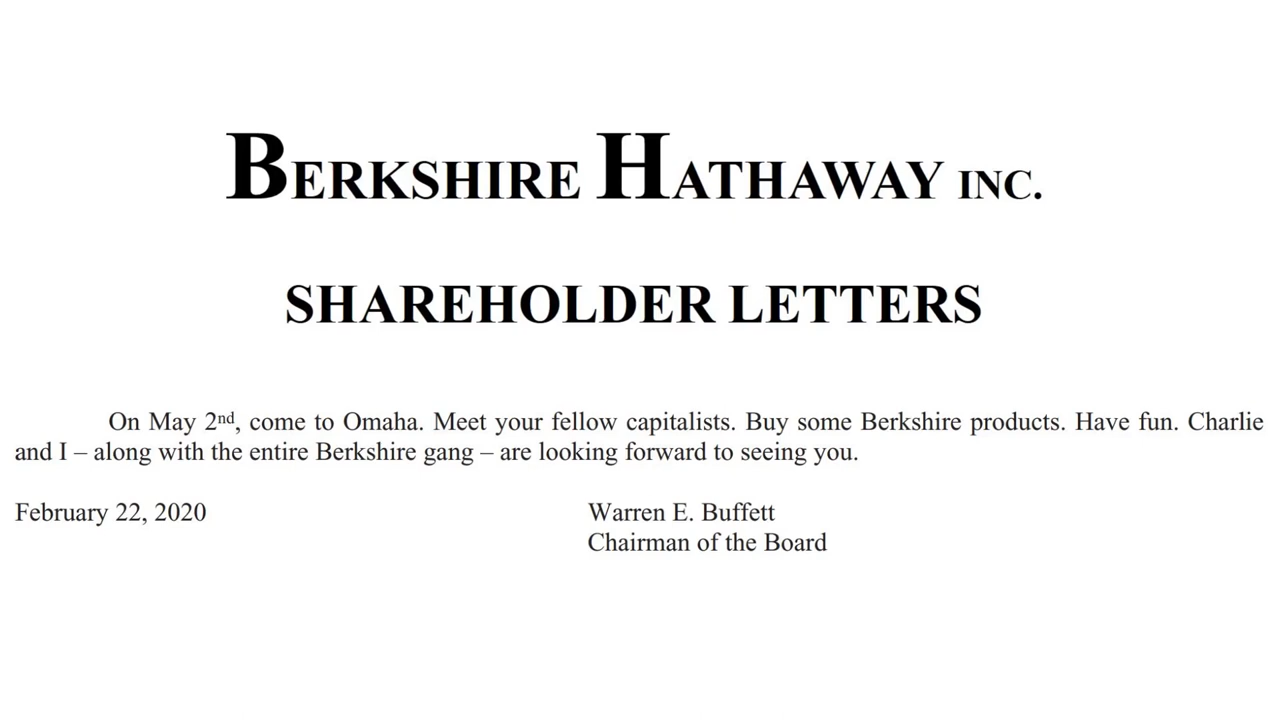 BERKSHIRE HATHAWAY INC.
SHAREHOLDER LETTERS
On May 2nd, come to Omaha. Meet your fellow capitalists. Buy some Berkshire products. Have fun. Charlie
and I – along with the entire Berkshire gang – are looking forward to seeing you.
February 22, 2020
Warren E. Buffett
Chairman of the Board